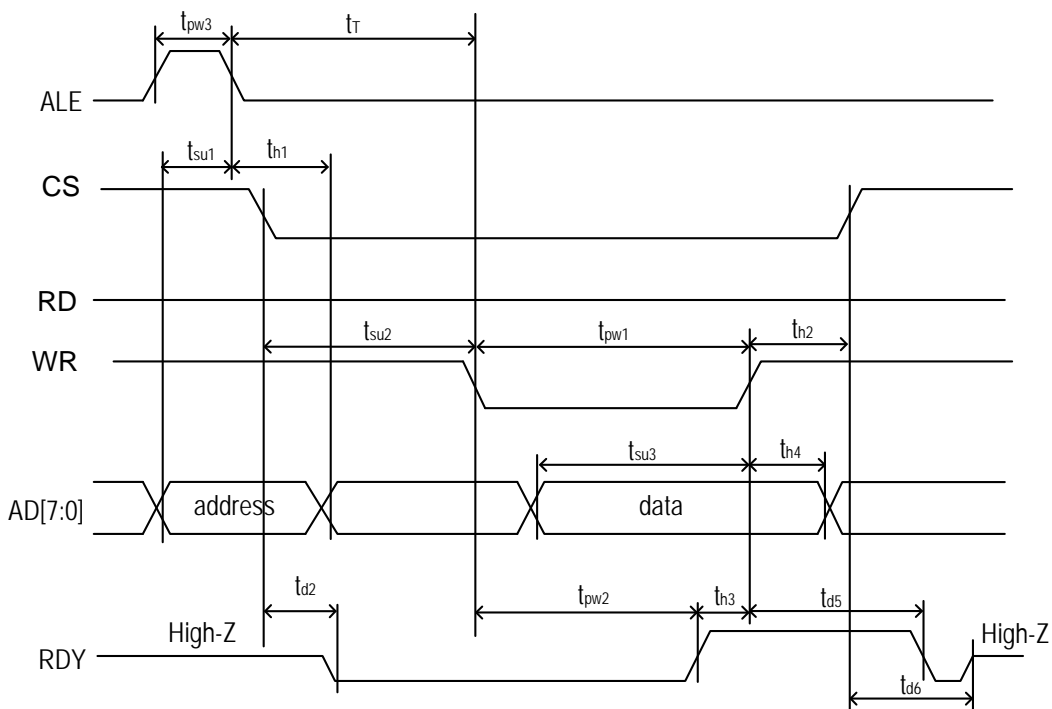 tpw3 tT
ALE
tsu1 th1
CS
RD
tsu2 tpw1 th2
WR
tsu3 th4
AD[7:0] address data
td2 tpw2 th3 td5
High-Z High-Z
RDY
td6